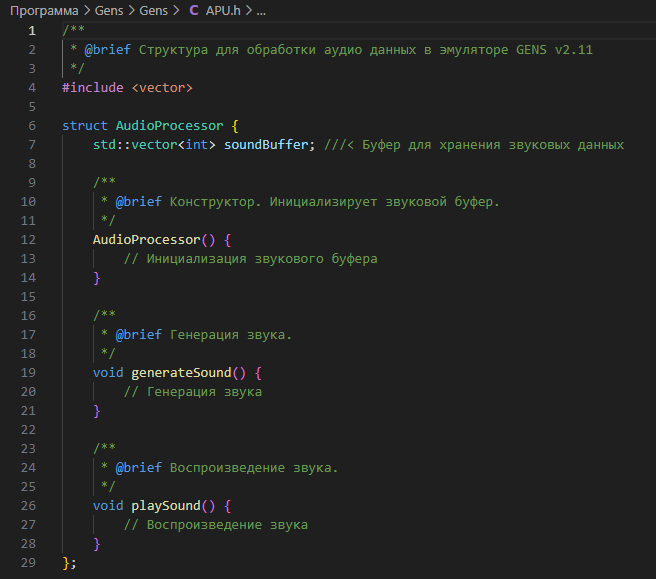 Программа > Gens > Gens > C APU.h > ...
1 /**
2 * @brief Структура для обработки аудио данных в эмуляторе GENS v2.11
3 */
4 #include <vector>
5
6 struct AudioProcessor {
7 std::vector<int> soundBuffer; ///< Буфер для хранения звуковых данных
8
9 /**
10 * @brief Конструктор. Инициализирует звуковой буфер.
11 */
12 AudioProcessor() {
13 // Инициализация звукового буфера
14 }
15
16 /**
17 * @brief Генерация звука.
18 */
19 void generateSound() {
20 // Генерация звука
21 }
22
23 /**
24 * @brief Воспроизведение звука.
25 */
26 void playSound() {
27 // Воспроизведение звука
28 }
29 };